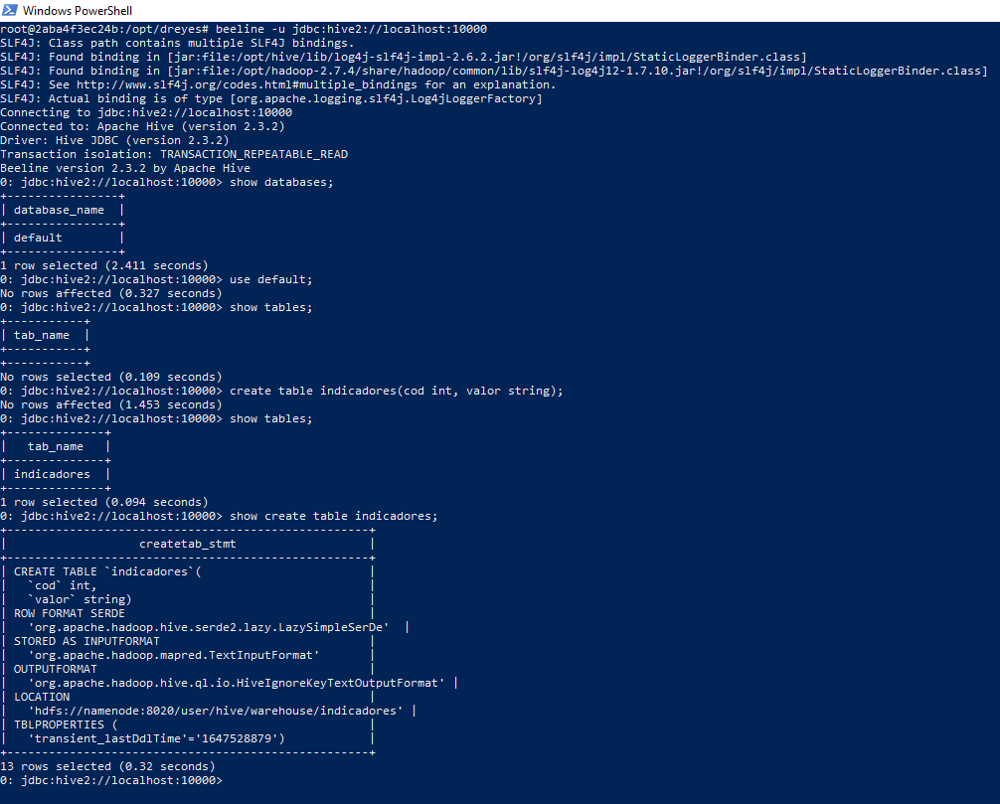 Windows PowerShell
root@2aba4f3ec24b:/opt/dreyes# beeline -u jdbc:hive2://localhost:10000
SLF4J: Class path contains multiple SLF4J bindings.
SLF4J: Found binding in [jar:file:/opt/hive/lib/log4j-slf4j-impl-2.6.2.jar!/org/slf4j/impl/StaticLoggerBinder.class]
SLF4J: Found binding in [jar:file:/opt/hadoop-2.7.4/share/hadoop/common/lib/slf4j-log4j12-1.7.10.jar!/org/slf4j/impl/StaticLoggerBinder.class]
SLF4J: See http://www.slf4j.org/codes.html#multiple_bindings for an explanation.
SLF4J: Actual binding is of type [org.apache.logging.slf4j.Log4jLoggerFactory]
Connecting to jdbc:hive2://localhost:10000
Connected to: Apache Hive (version 2.3.2)
Driver: Hive JDBC (version 2.3.2)
Transaction isolation: TRANSACTION_REPEATABLE_READ
Beeline version 2.3.2 by Apache Hive
0: jdbc:hive2://localhost:10000> show databases;
+----------------+
| database_name  |
+----------------+
| default        |
+----------------+
1 row selected (2.411 seconds)
0: jdbc:hive2://localhost:10000> use default;
No rows affected (0.327 seconds)
0: jdbc:hive2://localhost:10000> show tables;
+-----------+
| tab_name  |
+-----------+
+-----------+
No rows selected (0.109 seconds)
0: jdbc:hive2://localhost:10000> create table indicadores(cod int, valor string);
No rows affected (1.453 seconds)
0: jdbc:hive2://localhost:10000> show tables;
+--------------+
|   tab_name   |
+--------------+
| indicadores  |
+--------------+
1 row selected (0.094 seconds)
0: jdbc:hive2://localhost:10000> show create table indicadores;
+----------------------------------------------------+
|                   createtab_stmt                   |
+----------------------------------------------------+
| CREATE TABLE `indicadores`(                        |
|   `cod` int,                                       |
|   `valor` string)                                  |
| ROW FORMAT SERDE                                   |
|   'org.apache.hadoop.hive.serde2.lazy.LazySimpleSerDe'  |
| STORED AS INPUTFORMAT                              |
|   'org.apache.hadoop.mapred.TextInputFormat'       |
| OUTPUTFORMAT                                       |
|   'org.apache.hadoop.hive.ql.io.HiveIgnoreKeyTextOutputFormat' |
| LOCATION                                           |
|   'hdfs://namenode:8020/user/hive/warehouse/indicadores' |
| TBLPROPERTIES (                                    |
|   'transient_lastDdlTime'='1647528879')            |
+----------------------------------------------------+
13 rows selected (0.32 seconds)
0: jdbc:hive2://localhost:10000>